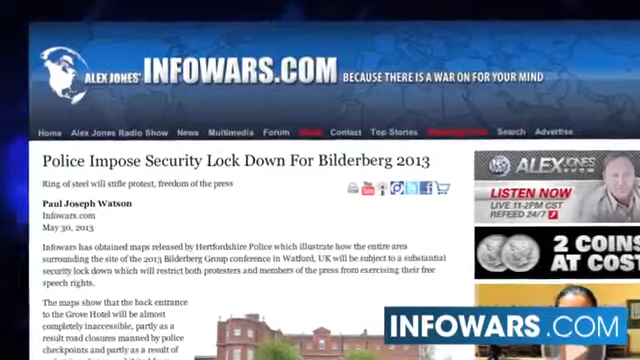 ALEX JONES' INFOWARS.COM BECAUSE THERE IS A WAR ON FOR YOUR MIND
Home Alex Jones Radio Show News Multimedia Forum Contact Top Stories Search Advertise
Police Impose Security Lock Down For Bilderberg 2013
Ring of steel will stifle protest, freedom of the press
Paul Joseph Watson
Infowars.com
May 30, 2013
Infowars has obtained maps released by Hertfordshire Police which illustrate how the entire area
surrounding the site of the 2013 Bilderberg Group conference in Watford, UK will be subject to a substantial
security lock down which will restrict both protesters and members of the press from exercising their free
speech rights.
The maps show that the back entrance
to the Grove Hotel will be almost
completely inaccessible, partly as a
result road closures manned by police
checkpoints and partly as a result of
ALEX JONES
SHOW
LISTEN NOW
LIVE 11-2PM CST
REFEED 24/7
2 COINS
AT COST
INFOWARS.COM